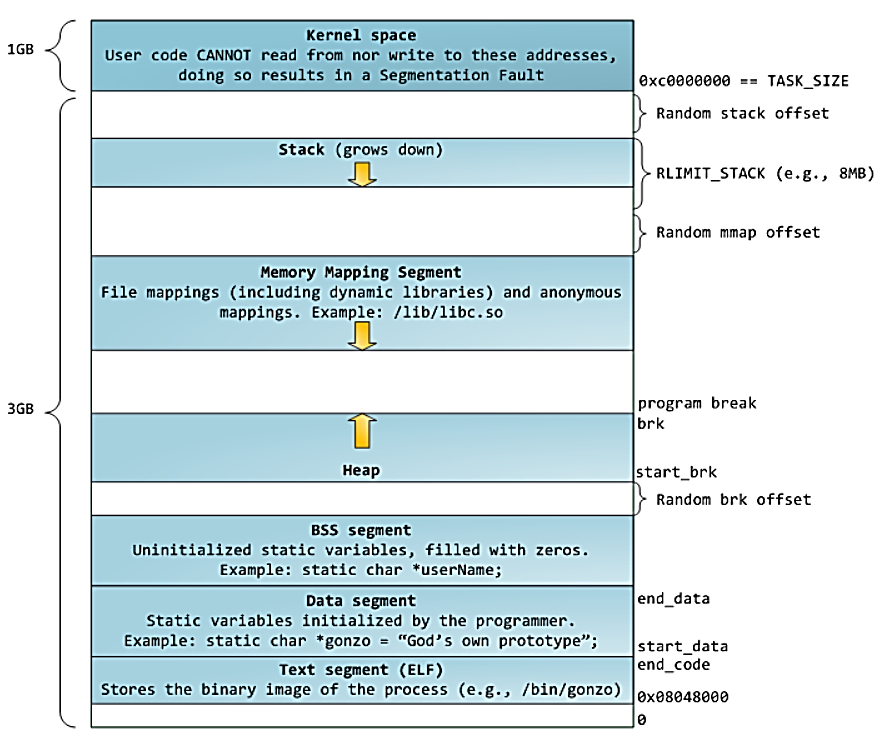 1GB
Kernel space
User code CANNOT read from nor write to these addresses,
doing so results in a Segmentation Fault
0xc0000000 == TASK_SIZE
Random stack offset
Stack (grows down)
RLIMIT_STACK (e.g., 8MB)
Random mmap offset
Memory Mapping Segment
File mappings (including dynamic libraries) and anonymous
mappings. Example: /lib/libc.so
3GB
program break
brk
Heap
start_brk
Random brk offset
BSS segment
Uninitialized static variables, filled with zeros.
Example: static char *userName;
Data segment
Static variables initialized by the programmer.
Example: static char *gonzo = “God’s own prototype”;
end_data
start_data
end_code
Text segment (ELF)
Stores the binary image of the process (e.g., /bin/gonzo)
0x08048000
0